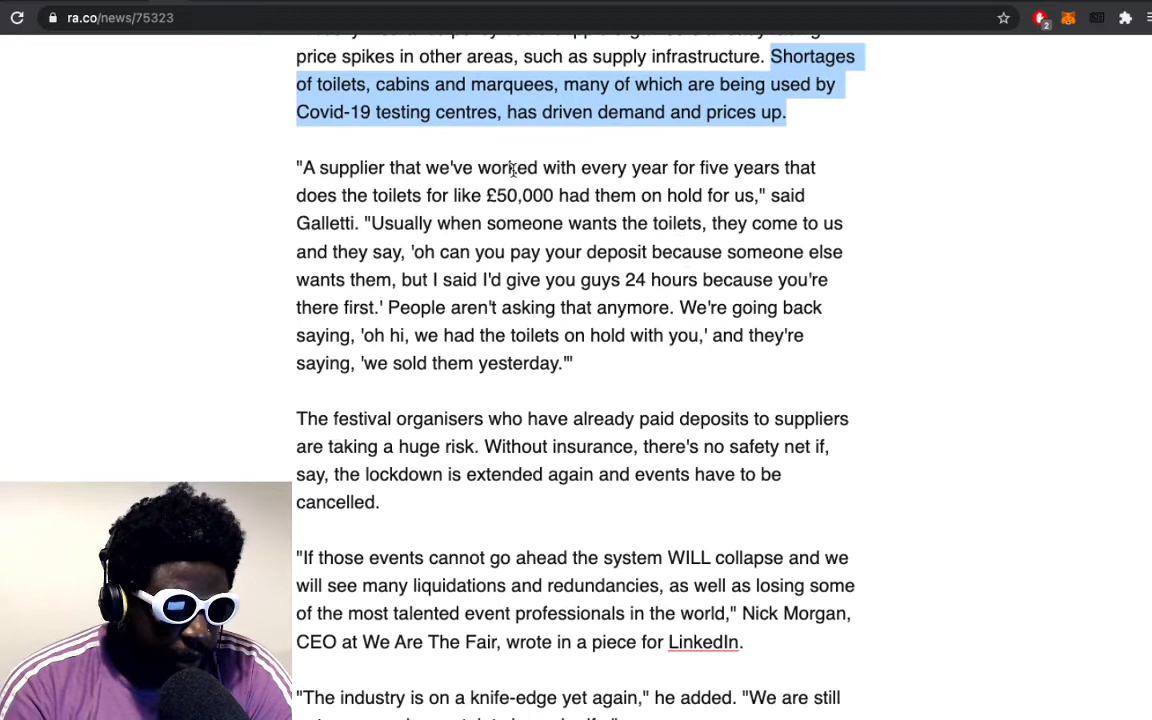 ra.co/news/75323
2
price spikes in other areas, such as supply infrastructure. Shortages
of toilets, cabins and marquees, many of which are being used by
Covid-19 testing centres, has driven demand and prices up.
"A supplier that we've worked with every year for five years that
does the toilets for like £50,000 had them on hold for us," said
Galletti. "Usually when someone wants the toilets, they come to us
and they say, 'oh can you pay your deposit because someone else
wants them, but I said I'd give you guys 24 hours because you're
there first.' People aren't asking that anymore. We're going back
saying, 'oh hi, we had the toilets on hold with you,' and they're
saying, 'we sold them yesterday.'"
The festival organisers who have already paid deposits to suppliers
are taking a huge risk. Without insurance, there's no safety net if,
say, the lockdown is extended again and events have to be
cancelled.
"If those events cannot go ahead the system WILL collapse and we
will see many liquidations and redundancies, as well as losing some
of the most talented event professionals in the world," Nick Morgan,
CEO at We Are The Fair, wrote in a piece for LinkedIn.
"The industry is on a knife-edge yet again," he added. "We are still